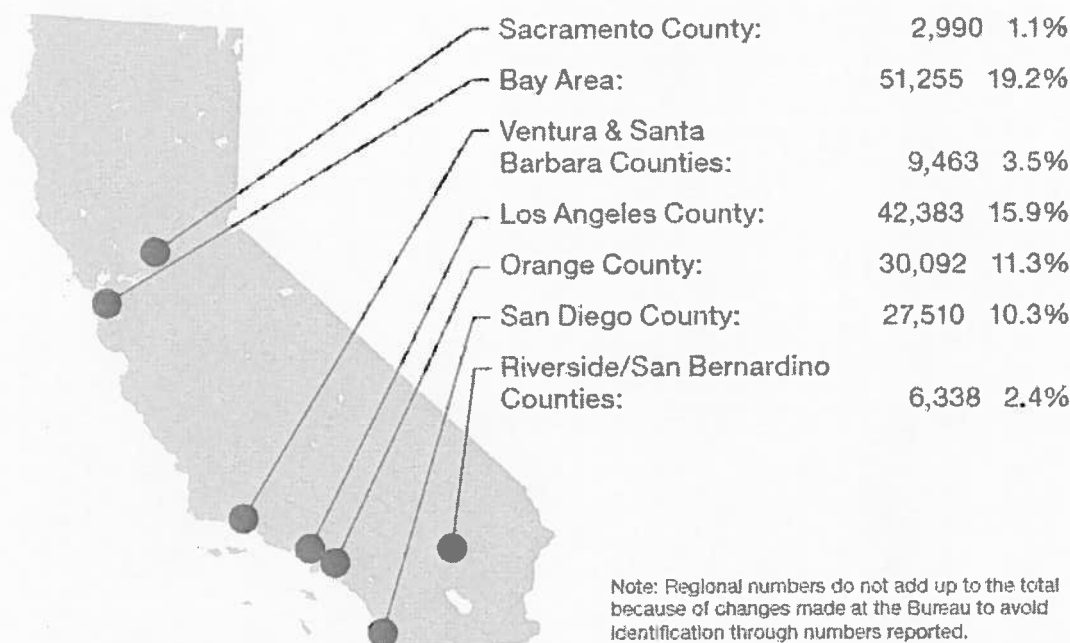 Sacramento County: 2,990 1.1%
Bay Area: 51,255 19.2%
Ventura & Santa
Barbara Counties: 9,463 3.5%
Los Angeles County: 42,383 15.9%
Orange County: 30,092 11.3%
San Diego County: 27,510 10.3%
Riverside/San Bernardino
Counties: 6,338 2.4%
Note: Regional numbers do not add up to the total
because of changes made at the Bureau to avoid
identification through numbers reported.